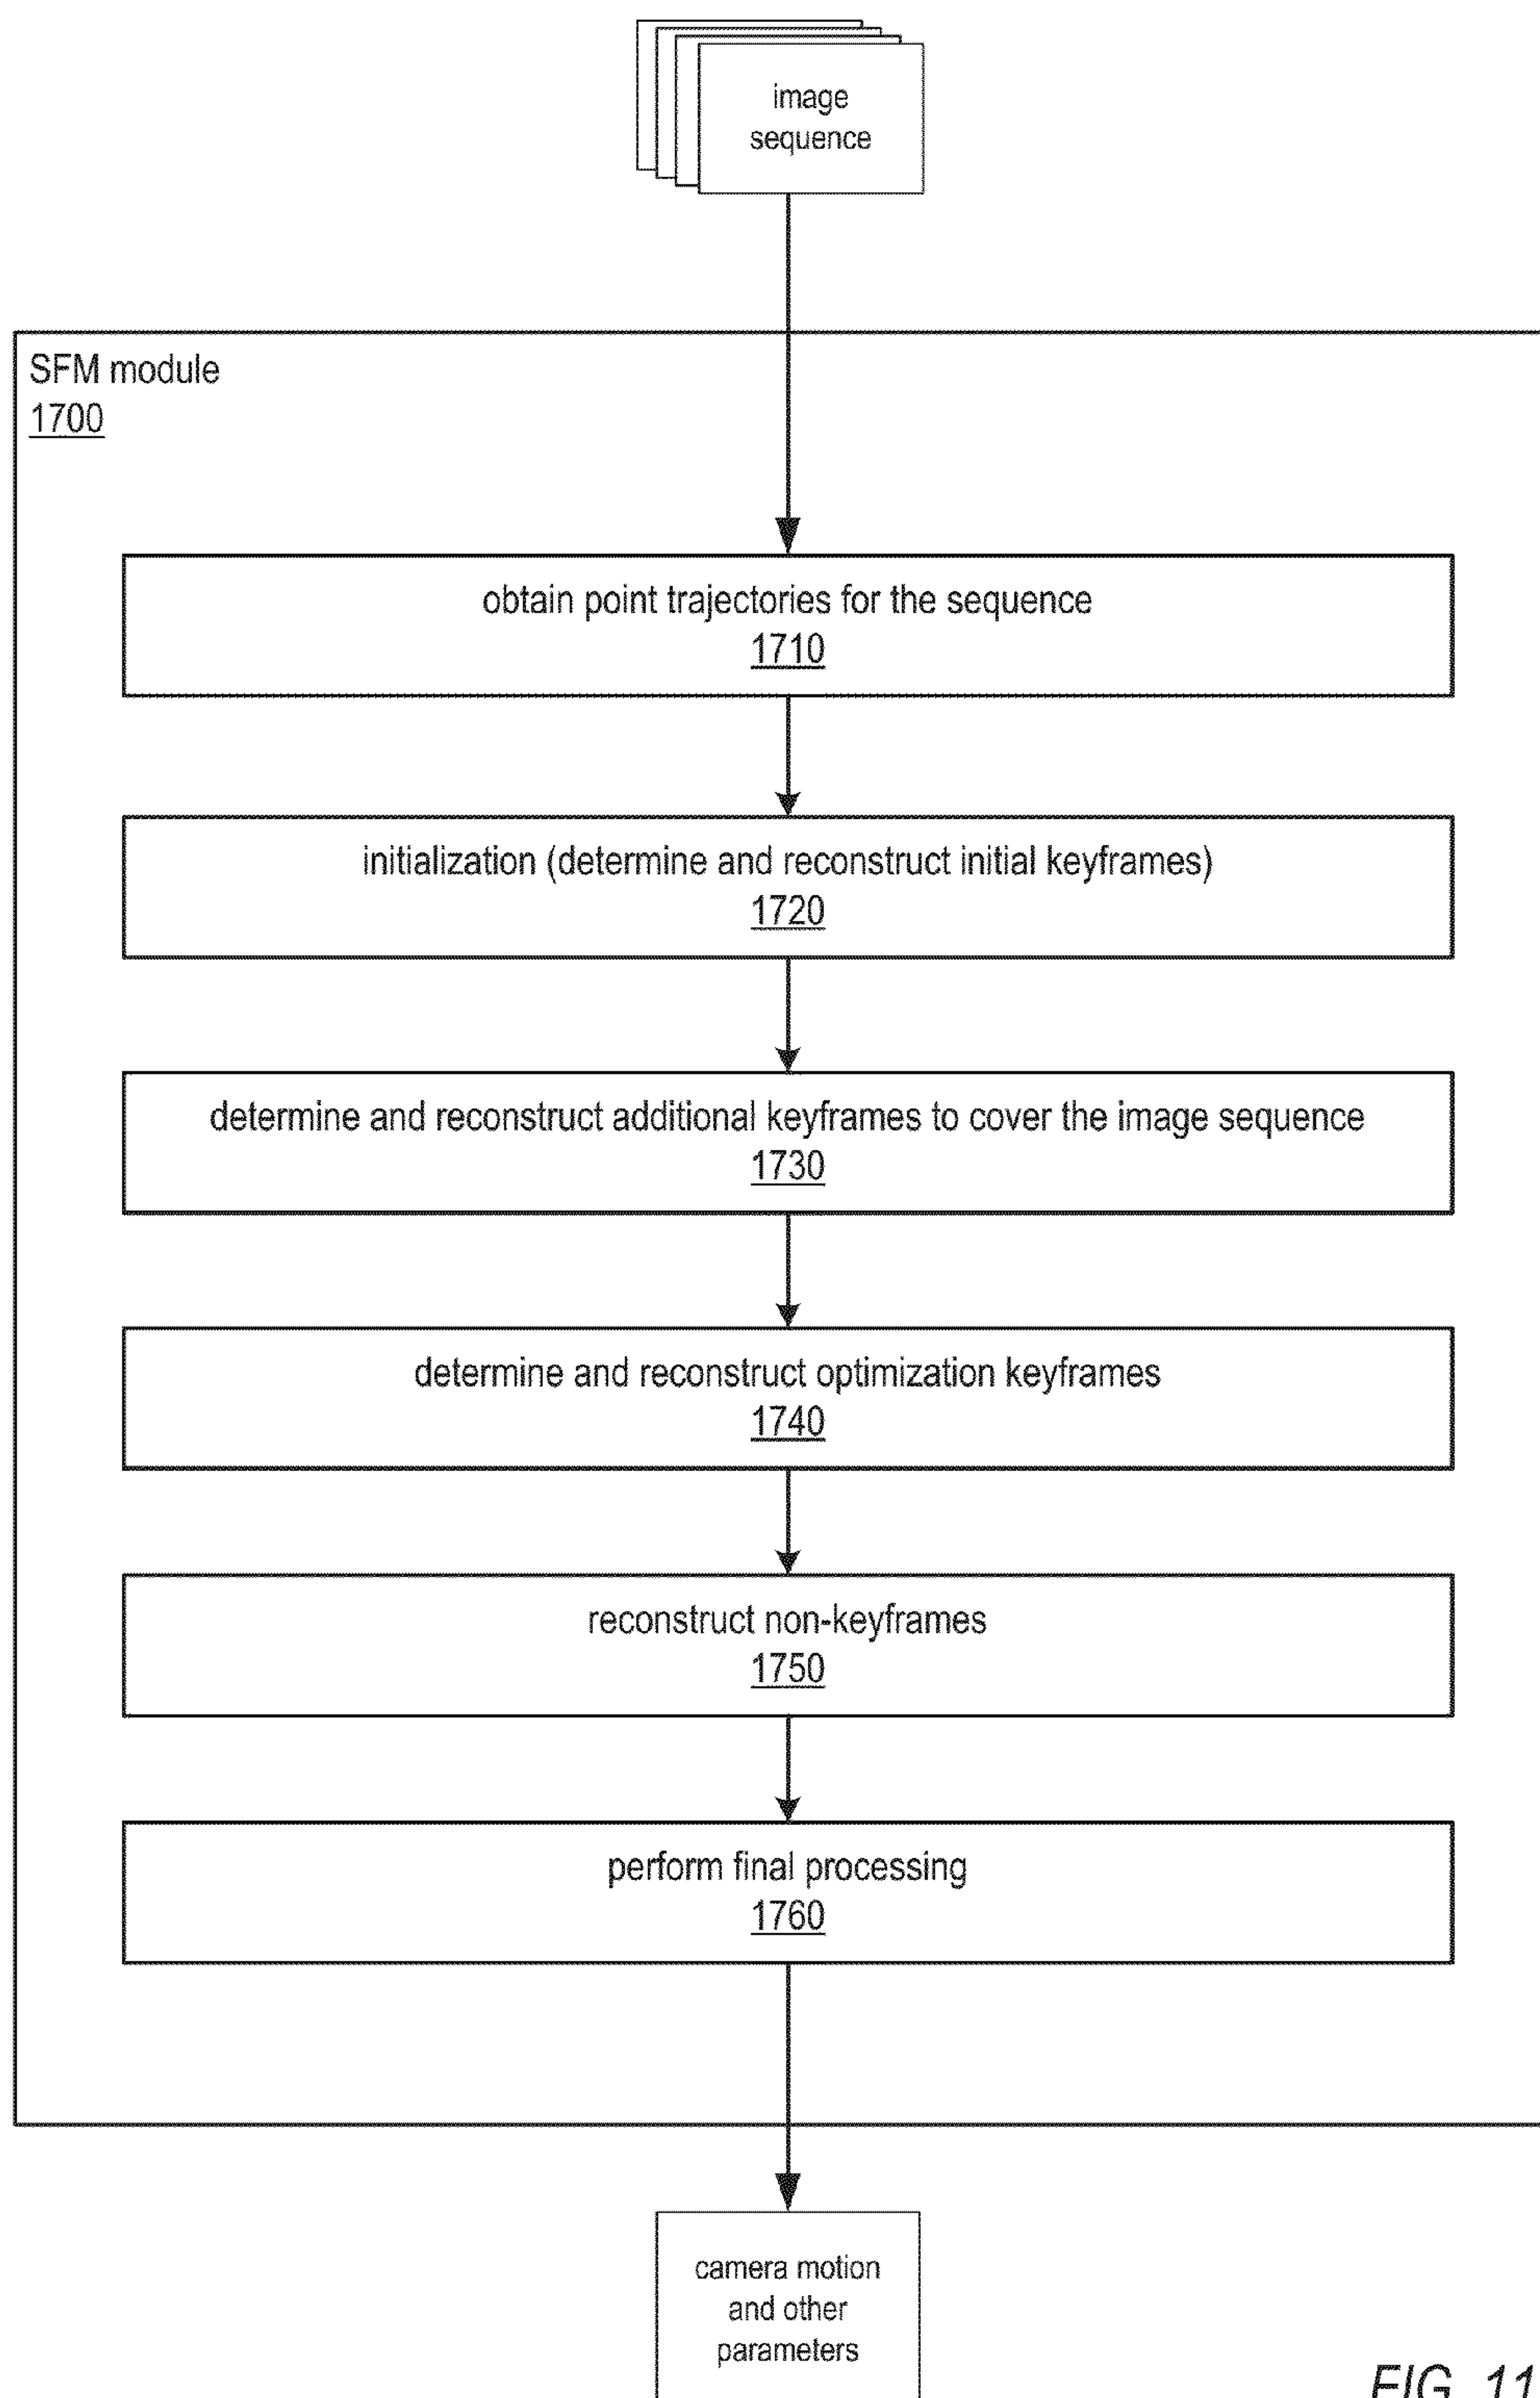 image
sequence
SFM module
1700
obtain point trajectories for the sequence
1710
initialization (determine and reconstruct initial keyframes)
1720
determine and reconstruct additional keyframes to cover the image sequence
1730
determine and reconstruct optimization keyframes
1740
reconstruct non-keyframes
1750
perform final processing
1760
camera motion
and other
parameters
FIG. 11